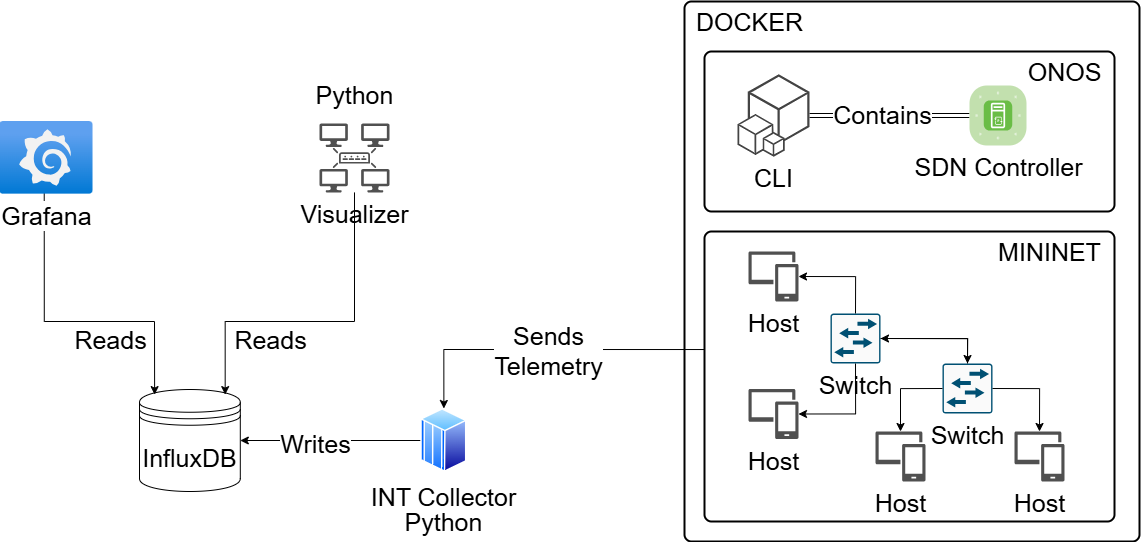 DOCKER
ONOS
Contains
CLI
SDN Controller
Python
Visualizer
Grafana
Reads
Reads
MININET
Host
Switch
Host
Switch
Host
Host
Sends
Telemetry
Writes
InfluxDB
INT Collector
Python